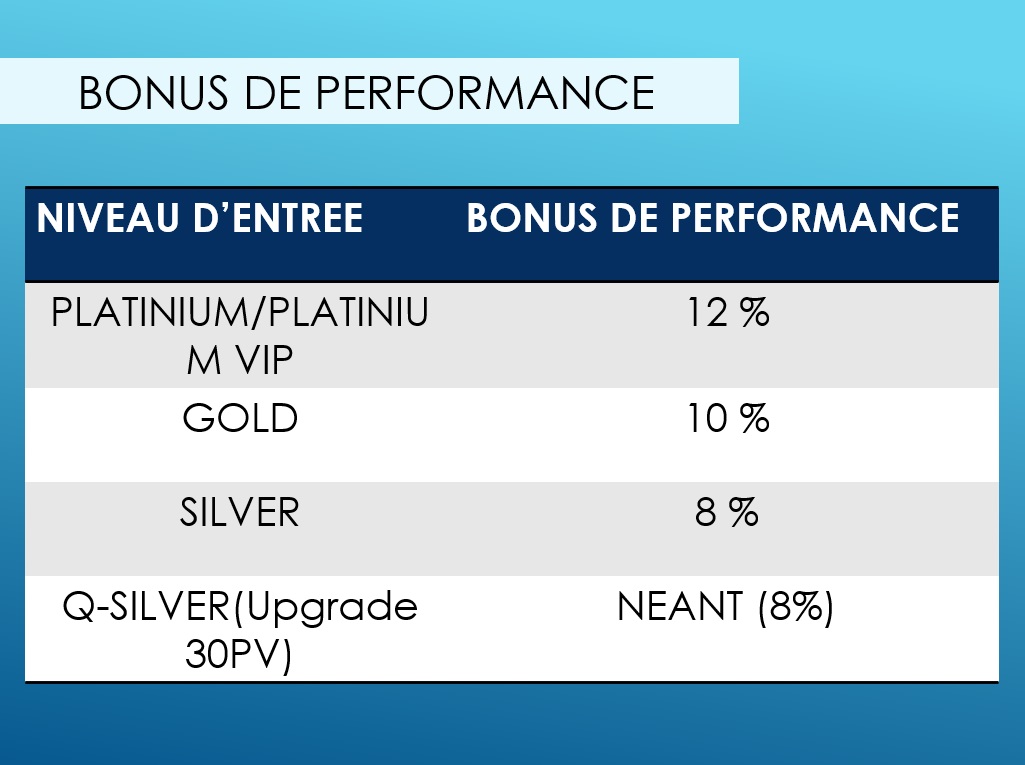 BONUS DE PERFORMANCE
NIVEAU D’ENTREE BONUS DE PERFORMANCE
PLATINIUM/PLATINIU 12 %
M VIP
GOLD 10 %
SILVER 8 %
Q-SILVER(Upgrade NEANT (8%)
30PV)